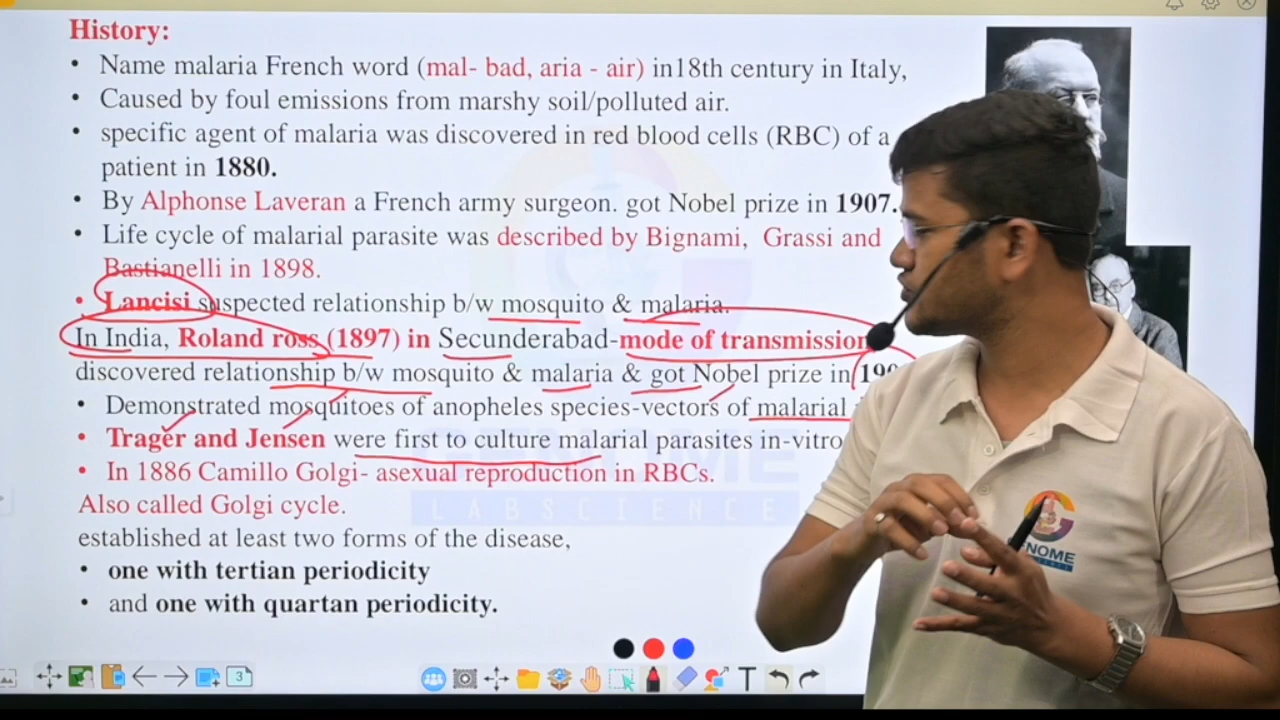 History:
• Name malaria French word (mal- bad, aria - air) in18th century in Italy,
• Caused by foul emissions from marshy soil/polluted air.
• specific agent of malaria was discovered in red blood cells (RBC) of a
patient in 1880.
• By Alphonse Laveran a French army surgeon. got Nobel prize in 1907.
• Life cycle of malarial parasite was described by Bignami, Grassi and
Bastianelli in 1898.
• Lancisi suspected relationship b/w mosquito & malaria.
In India, Roland ross (1897) in Secunderabad-mode of transmission
discovered relationship b/w mosquito & malaria & got Nobel prize in
• Demonstrated mosquitoes of anopheles species-vectors of malarial
• Trager and Jensen were first to culture malarial parasites in-vitro
• In 1886 Camillo Golgi- asexual reproduction in RBCs.
Also called Golgi cycle.
established at least two forms of the disease,
• one with tertian periodicity
• and one with quartan periodicity.
GENOME
LABSCIENCE
3
T